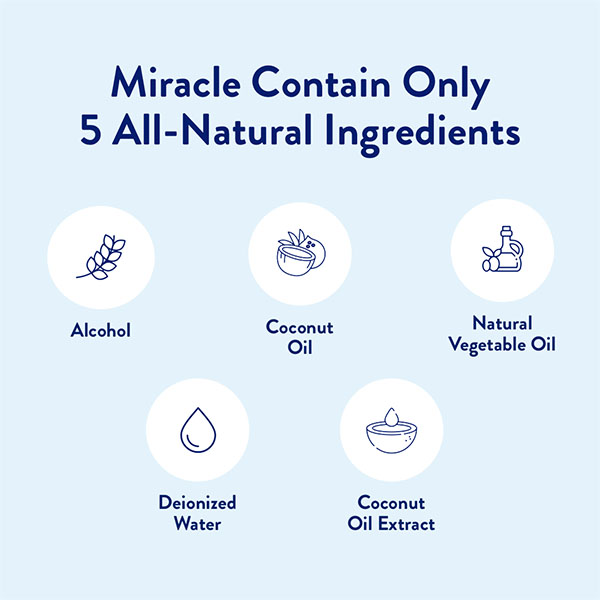 Miracle Contain Only
5 All-Natural Ingredients
Alcohol
Coconut
Oil
Natural
Vegetable Oil
Deionized
Water
Coconut
Oil Extract